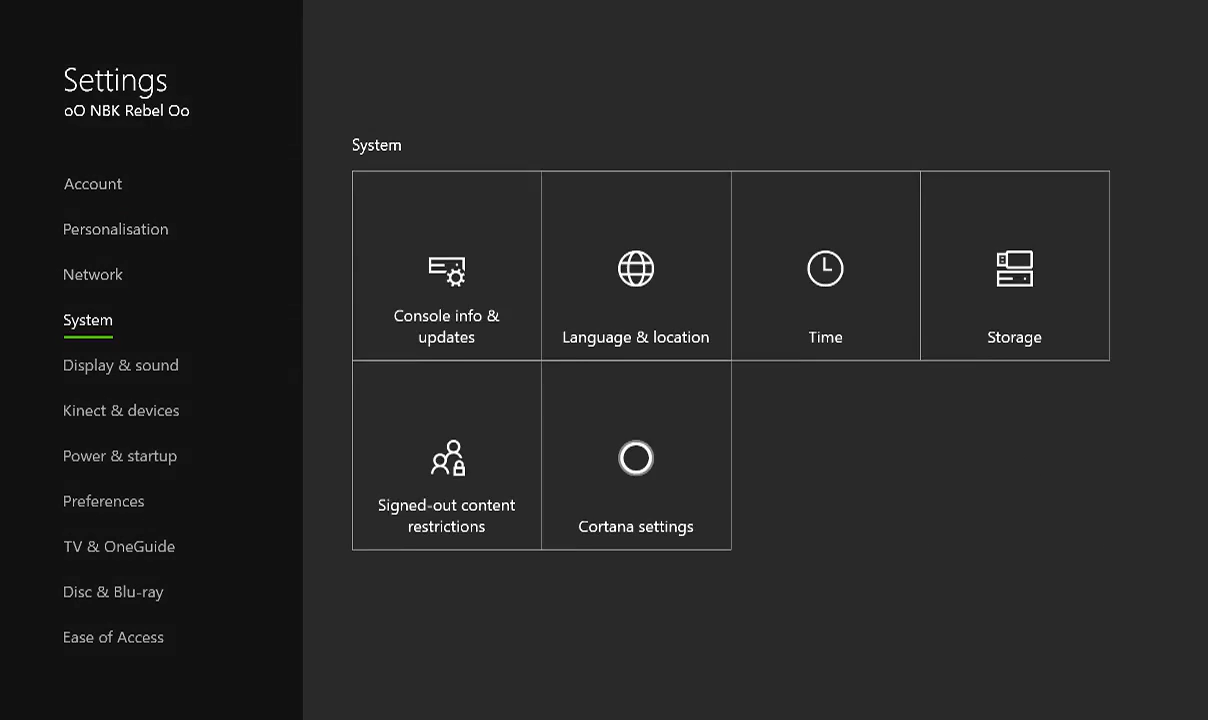 Settings
oO NBK Rebel Oo
Account
Personalisation
Network
System
Display & sound
Kinect & devices
Power & startup
Preferences
TV & OneGuide
Disc & Blu-ray
Ease of Access
System
Console info &
updates
Language & location
Time
Storage
Signed-out content
restrictions
Cortana settings